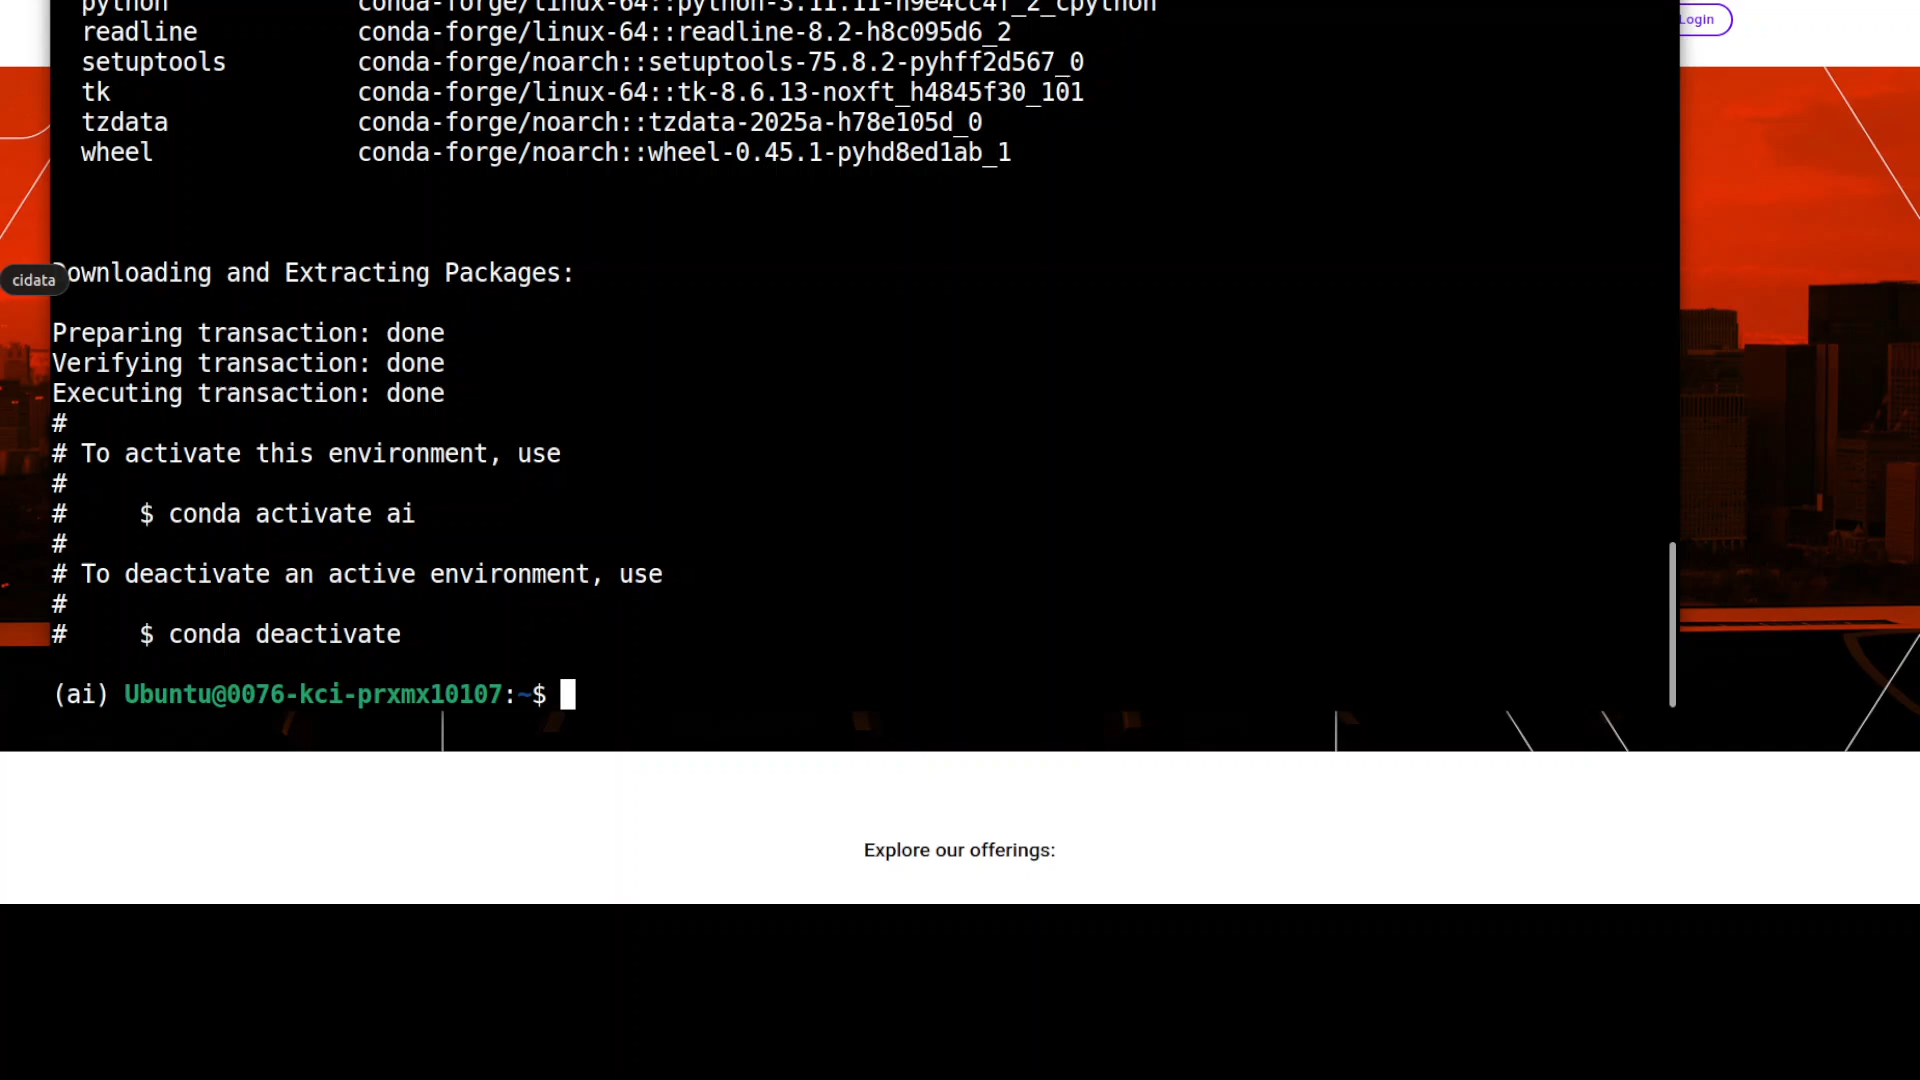 python conda-forge/linux-64::python-3.11.11-h9e4cc4f_2_cpython
Login
readline conda-forge/linux-64::readline-8.2-h8c095d6_2
setuptools conda-forge/noarch::setuptools-75.8.2-pyhff2d567_0
tk conda-forge/linux-64::tk-8.6.13-noxft_h4845f30_101
tzdata conda-forge/noarch::tzdata-2025a-h78e105d_0
wheel conda-forge/noarch::wheel-0.45.1-pyhd8ed1ab_1
Downloading and Extracting Packages:
cidata
Preparing transaction: done
Verifying transaction: done
Executing transaction: done
#
# To activate this environment, use
#
# $ conda activate ai
#
# To deactivate an active environment, use
#
# $ conda deactivate
(ai) Ubuntu@0076-kci-prxmx10107:~$
Explore our offerings: